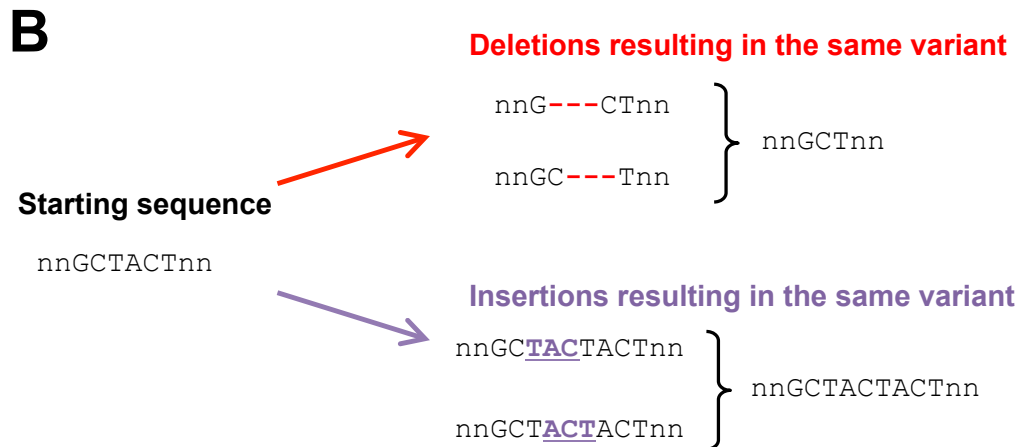 B
Deletions resulting in the same variant
nnG---CTnn
nnGCTnn
nnGC---Tnn
Starting sequence
nnGCTACTnn
Insertions resulting in the same variant
nnGCTACTACTnn
nnGCTACTACTnn
nnGCTACTACTnn